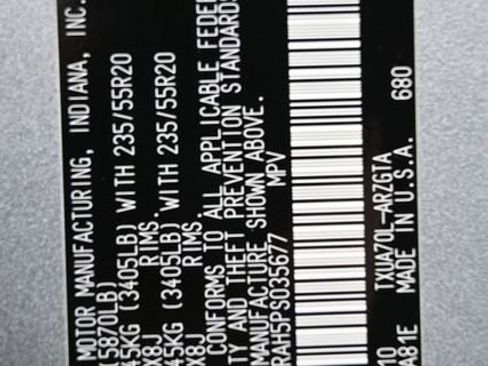 MOTOR MANUFACTURING, INDIANA, INC.
(5870LB)
45KG (3405LB) WITH 235/55R20
X8J RIMS.
45KG (3405LB) WITH 235/55R20
X8J RIMS.
CONFORMS TO ALL APPLICABLE FEDER
TY AND THEFT PREVENTION STANDARDS
MANUFACTURE SHOWN ABOVE.
RAH5PS035677 MPV
10 TXUA70L-ARZGTA 680
A81E MADE IN U.S.A.